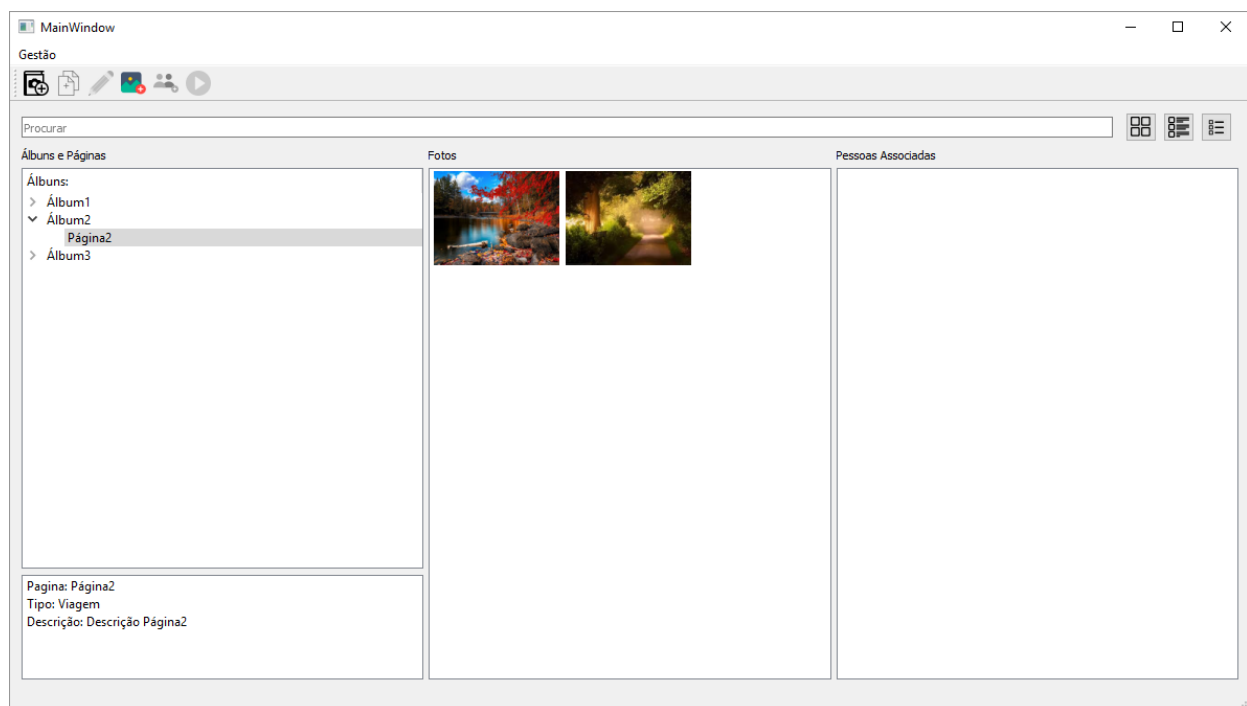 MainWindow
Gestão
Procurar
Álbuns e Páginas
Fotos
Pessoas Associadas
Álbuns:
Álbum1
Álbum2
Página2
Álbum3
Pagina: Página2
Tipo: Viagem
Descrição: Descrição Página2